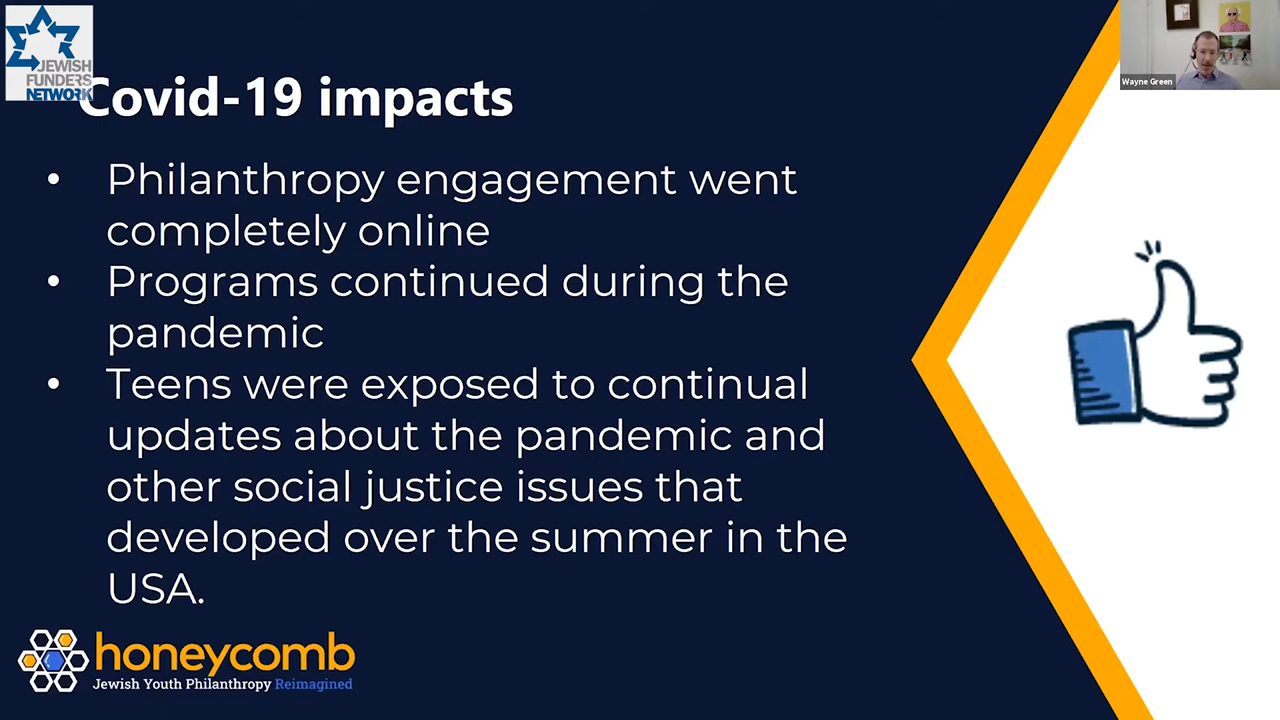 JEWISH
FUNDERS
NETWORK
Covid-19 impacts
Wayne Green
• Philanthropy engagement went
completely online
• Programs continued during the
pandemic
• Teens were exposed to continual
updates about the pandemic and
other social justice issues that
developed over the summer in the
USA.
honeycomb
Jewish Youth Philanthropy Reimagined